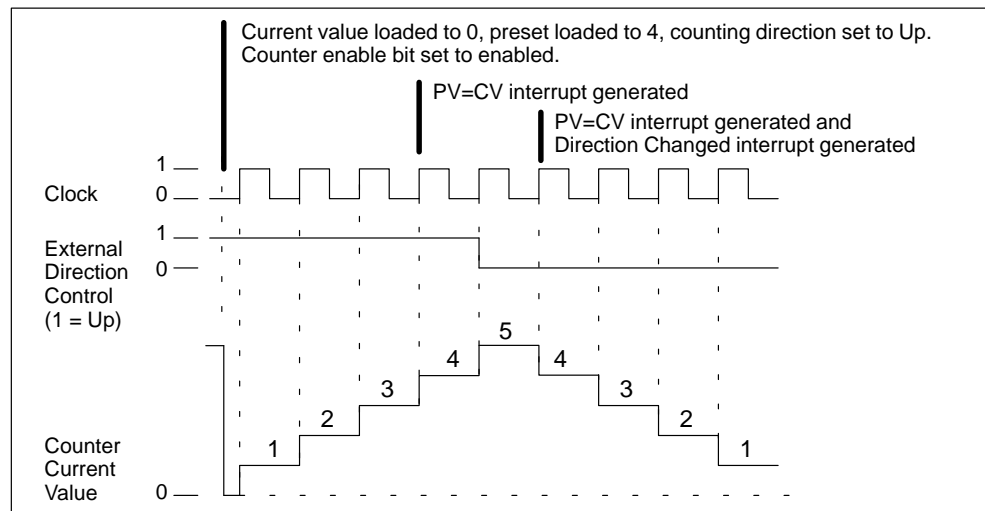 Current value loaded to 0, preset loaded to 4, counting direction set to Up.
Counter enable bit set to enabled.
PV=CV interrupt generated
PV=CV interrupt generated and
Direction Changed interrupt generated
1
Clock
0
1
External
Direction
Control
(1 = Up)
0
5
4
4
3
3
2
2
1
1
Counter
Current
Value
0